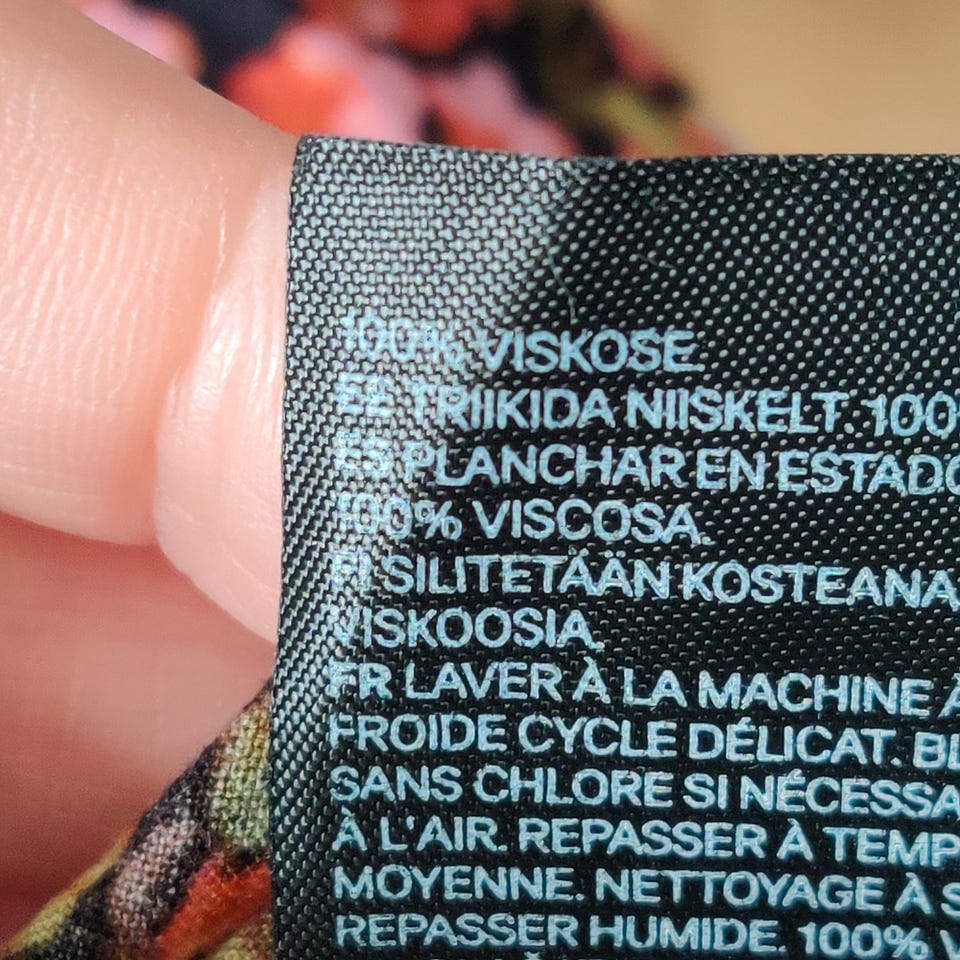 100% VISKOSE.
EE TRIIKIDA NIISKELT. 100
ES PLANCHAR EN ESTADO
100% VISCOSA.
FI SILITETÄÄN KOSTEANA
VISKOOSIA.
FR LAVER À LA MACHINE À
FROIDE CYCLE DÉLICAT. BL
SANS CHLORE SI NÉCESSA
À L'AIR. REPASSER À TEMP
MOYENNE. NETTOYAGE À S
REPASSER HUMIDE. 100% V